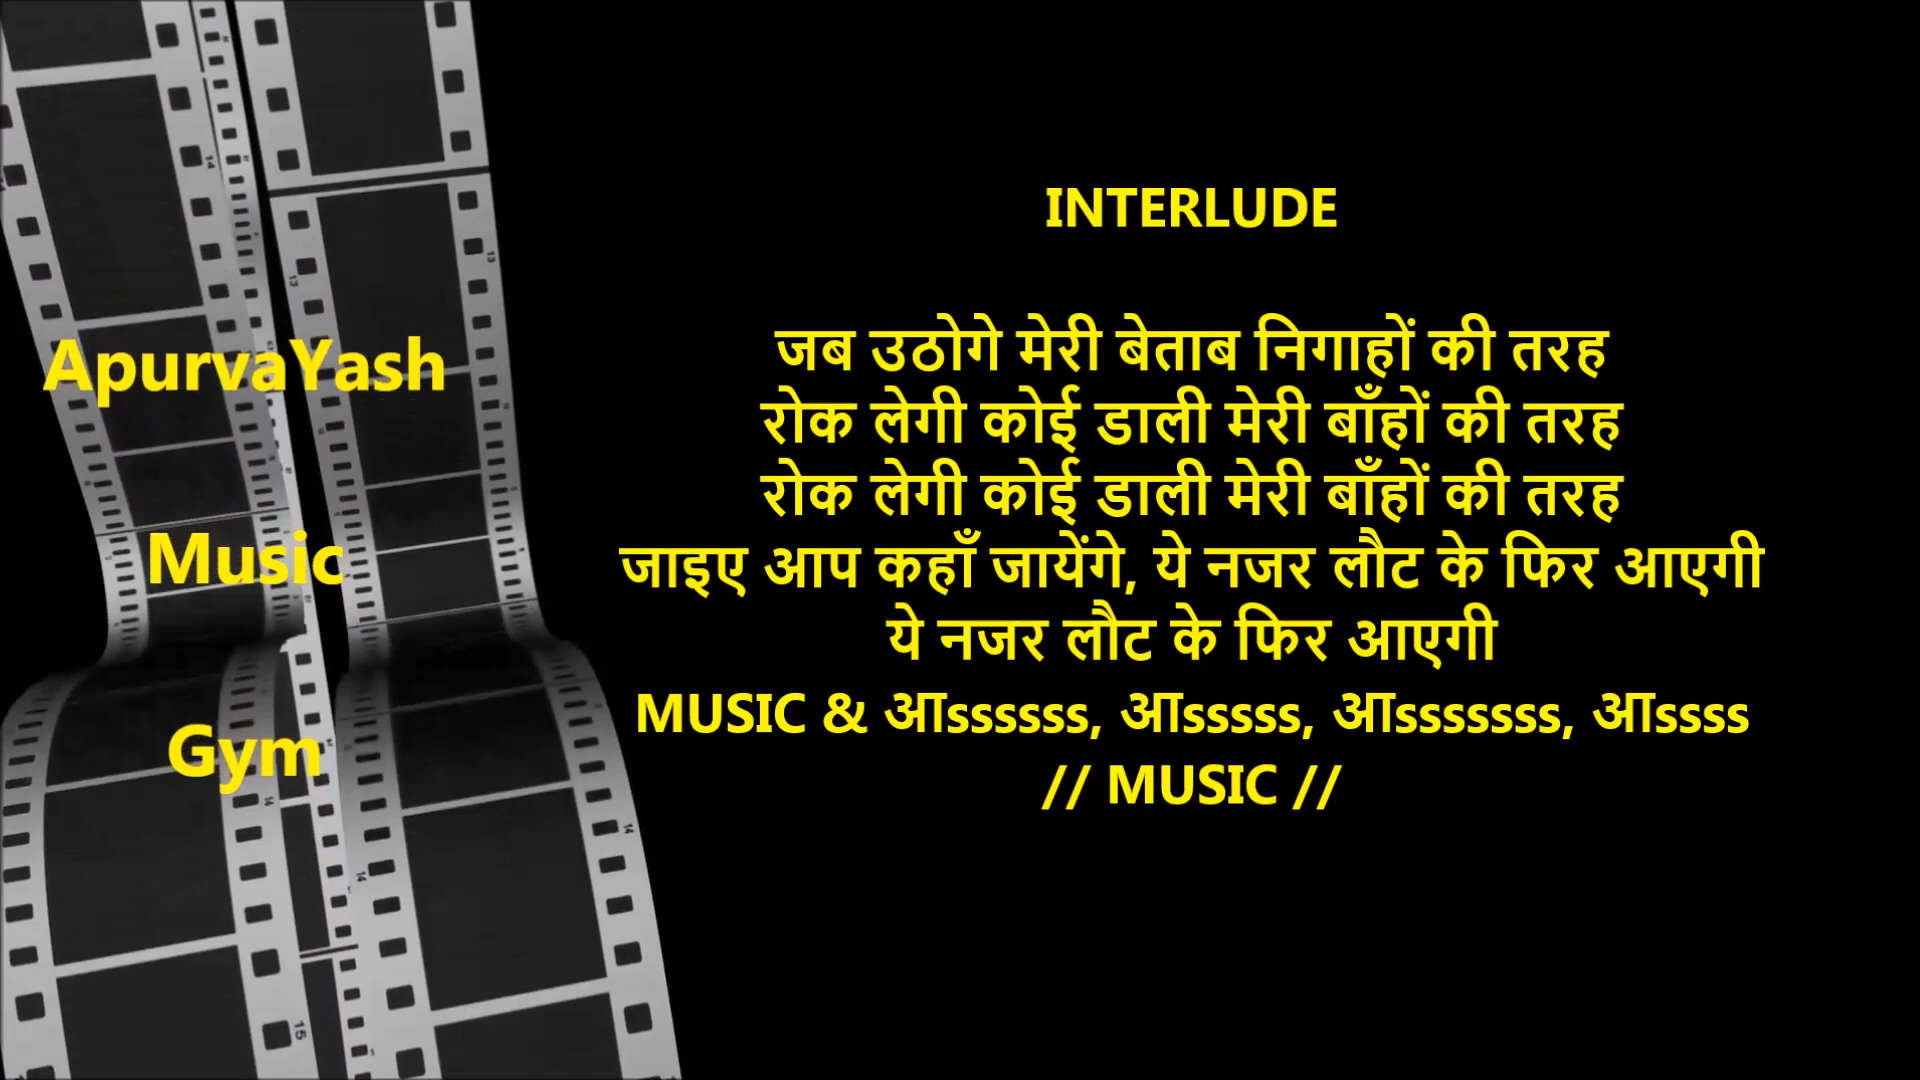 ApurvaYash
Music
Gym
INTERLUDE
जब उठोगे मेरी बेताब निगाहों की तरह
रोक लेगी कोई डाली मेरी बाँहों की तरह
रोक लेगी कोई डाली मेरी बाँहों की तरह
जाइए आप कहाँ जायेंगे, ये नजर लौट के फिर आएगी
ये नजर लौट के फिर आएगी
MUSIC & आssssss, आsssss, आsssssss, आssss
// MUSIC //